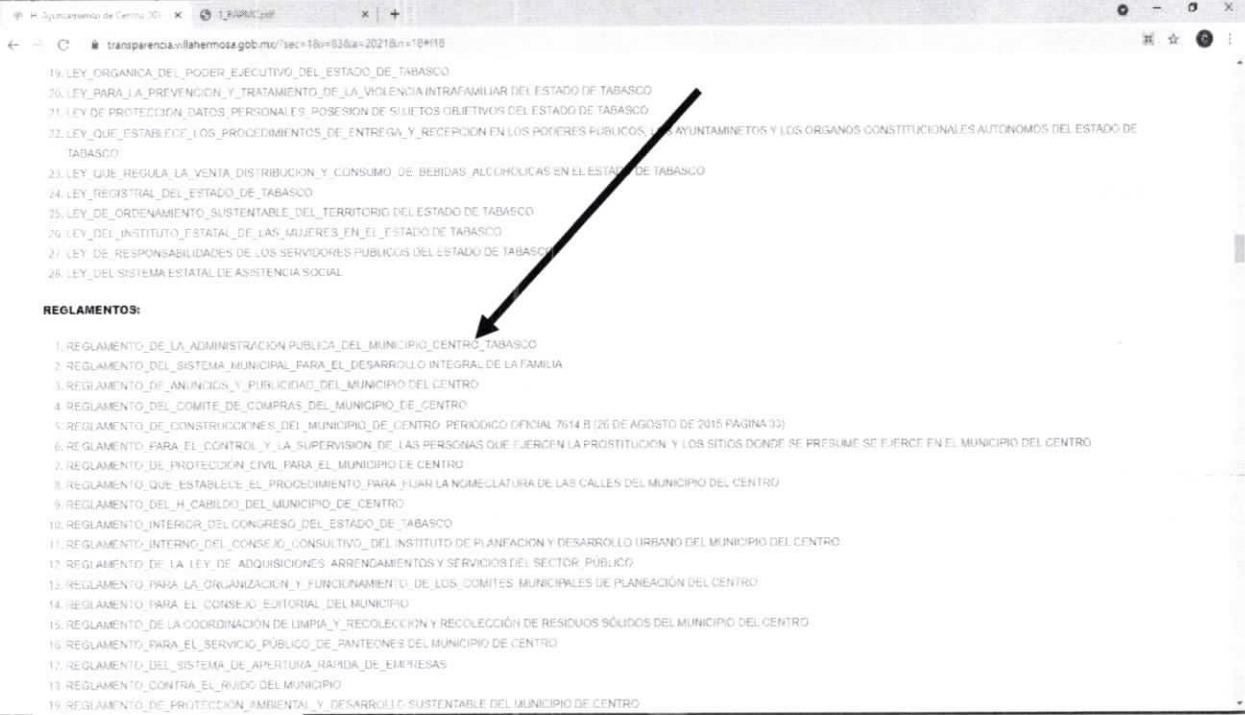 H. Ayuntamiento de Centro 201
1_RAPMC.pdf
transparencia.villahermosa.gob.mx/?sec=18&i=83&a=2021&n=18#f18
19. LEY_ORGANICA_DEL_PODER_EJECUTIVO_DEL_ESTADO_DE_TABASCO
20. LEY_PARA_LA_PREVENCION_Y_TRATAMIENTO_DE_LA_VIOLENCIA INTRAFAMILIAR DEL ESTADO DE TABASCO
21. LEY DE PROTECCION_DATOS_PERSONALES_POSESION DE SUJETOS OBJETIVOS DEL ESTADO DE TABASCO
22. LEY_QUE_ESTABLECE_LOS_PROCEDIMIENTOS_DE_ENTREGA_Y_RECEPCION EN LOS PODERES PUBLICOS, LOS AYUNTAMINETOS Y LOS ORGANOS CONSTITUCIONALES AUTONOMOS DEL ESTADO DE
TABASCO
23. LEY_QUE_REGULA_LA_VENTA_DISTRIBUCION_Y_CONSUMO_DE_BEBIDAS_ALCOHOLICAS EN EL ESTADO DE TABASCO
24. LEY_REGISTRAL_DEL_ESTADO_DE_TABASCO
25. LEY_DE_ORDENAMIENTO_SUSTENTABLE_DEL_TERRITORIO DEL ESTADO DE TABASCO
26. LEY_DEL_INSTITUTO_ESTATAL_DE_LAS_MUJERES_EN_EL_ESTADO DE TABASCO
27. LEY_DE_RESPONSABILIDADES DE LOS SERVIDORES PUBLICOS DEL ESTADO DE TABASCO
28. LEY_DEL SISTEMA ESTATAL DE ASISTENCIA SOCIAL
REGLAMENTOS:
1. REGLAMENTO_DE_LA_ADMINISTRACION PUBLICA_DEL_MUNICIPIO_CENTRO_TABASCO
2. REGLAMENTO_DEL_SISTEMA_MUNICIPAL_PARA_EL_DESARROLLO INTEGRAL DE LA FAMILIA
3. REGLAMENTO_DE_ANUNCIOS_Y_PUBLICIDAD_DEL_MUNICIPIO DEL CENTRO
4. REGLAMENTO_DEL_COMITE_DE_COMPRAS_DEL_MUNICIPIO_DE_CENTRO
5. REGLAMENTO_DE_CONSTRUCCIONES_DEL_MUNICIPIO_DE_CENTRO_PERIODICO OFICIAL 7614 B (26 DE AGOSTO DE 2015 PAGINA 33)
6. REGLAMENTO_PARA_EL_CONTROL_Y_LA_SUPERVISION_DE_LAS PERSONAS QUE EJERCEN LA PROSTITUCION_Y LOS SITIOS DONDE SE PRESUME SE EJERCE EN EL MUNICIPIO DEL CENTRO
7. REGLAMENTO_DE_PROTECCIÓN_CIVIL_PARA_EL_MUNICIPIO DE CENTRO
8. REGLAMENTO_QUE_ESTABLECE_EL_PROCEDIMIENTO_PARA_FIJAR LA NOMECLATURA DE LAS CALLES DEL MUNICIPIO DEL CENTRO
9. REGLAMENTO_DEL_H_CABILDO_DEL_MUNICIPIO_DE_CENTRO
10. REGLAMENTO_INTERIOR_DEL CONGRESO_DEL_ESTADO_DE_TABASCO
11. REGLAMENTO_INTERNO_DEL_CONSEJO_CONSULTIVO_DEL INSTITUTO DE PLANEACION Y DESARROLLO URBANO DEL MUNICIPIO DEL CENTRO
12. REGLAMENTO_DE_LA_LEY_DE_ADQUISICIONES_ARRENDAMIENTOS Y SERVICIOS DEL SECTOR_PÚBLICO
13. REGLAMENTO_PARA_LA_ORGANIZACION_Y_FUNCIONAMIENTO_DE_LOS_COMITES_MUNICIPALES DE PLANEACIÓN DEL CENTRO
14. REGLAMENTO_PARA_EL_CONSEJO_EDITORIAL_DEL MUNICIPIO
15. REGLAMENTO_DE LA COORDINACIÓN DE LIMPIA_Y_RECOLECCION Y RECOLECCIÓN DE RESIDUOS SÓLIDOS DEL MUNICIPIO DEL CENTRO
16. REGLAMENTO_PARA_EL_SERVICIO_PÚBLICO_DE_PANTEONES DEL MUNICIPIO DE CENTRO
17. REGLAMENTO_DEL_SISTEMA_DE_APERTURA_RAPIDA_DE_EMPRESAS
18. REGLAMENTO_CONTRA_EL_RUIDO DEL MUNICIPIO
19. REGLAMENTO_DE_PROTECCION_AMBIENTAL_Y_DESARROLLO SUSTENTABLE DEL MUNICIPIO DE CENTRO